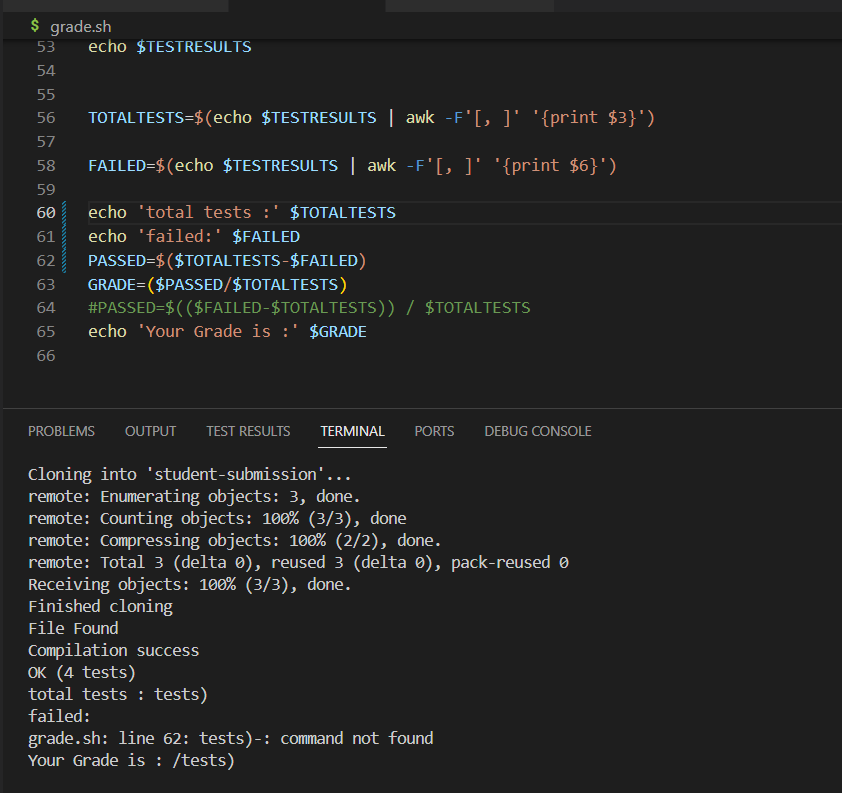 $ grade.sh
53 echo $TESTRESULTS
54
55
56 TOTALTESTS=$(echo $TESTRESULTS | awk -F'[, ]' '{print $3}')
57
58 FAILED=$(echo $TESTRESULTS | awk -F'[, ]' '{print $6}')
59
60 echo 'total tests :' $TOTALTESTS
61 echo 'failed:' $FAILED
62 PASSED=$($TOTALTESTS-$FAILED)
63 GRADE=($PASSED/$TOTALTESTS)
64 #PASSED=$(($FAILED-$TOTALTESTS)) / $TOTALTESTS
65 echo 'Your Grade is :' $GRADE
66
PROBLEMS OUTPUT TEST RESULTS TERMINAL PORTS DEBUG CONSOLE
Cloning into 'student-submission'...
remote: Enumerating objects: 3, done.
remote: Counting objects: 100% (3/3), done
remote: Compressing objects: 100% (2/2), done.
remote: Total 3 (delta 0), reused 3 (delta 0), pack-reused 0
Receiving objects: 100% (3/3), done.
Finished cloning
File Found
Compilation success
OK (4 tests)
total tests : tests)
failed:
grade.sh: line 62: tests)-: command not found
Your Grade is : /tests)